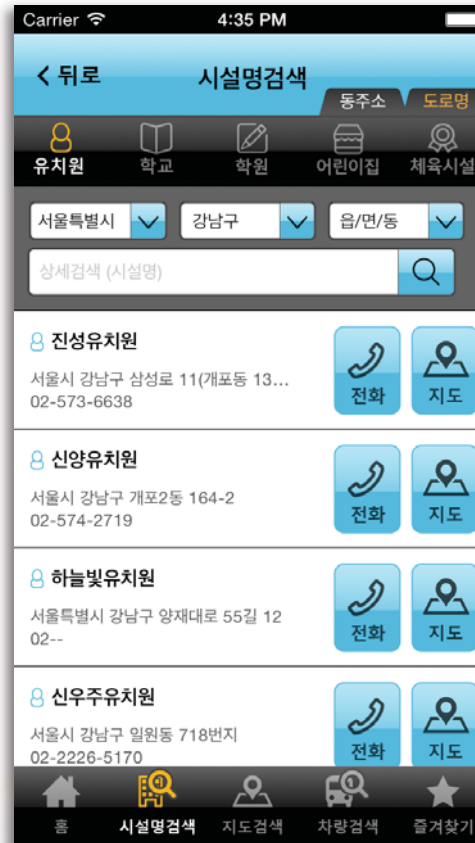 Carrier 4:35 PM
뒤로 시설명검색
동주소 도로명
유치원 학교 학원 어린이집 체육시설
서울특별시 강남구 읍/면/동
상세검색 (시설명)
진성유치원
서울시 강남구 삼성로 11(개포동 13...
02-573-6638
전화 지도
신양유치원
서울시 강남구 개포2동 164-2
02-574-2719
전화 지도
하늘빛유치원
서울특별시 강남구 양재대로 55길 12
02--
전화 지도
신우주유치원
서울시 강남구 일원동 718번지
02-2226-5170
전화 지도
홈 시설명검색 지도검색 차량검색 즐겨찾기